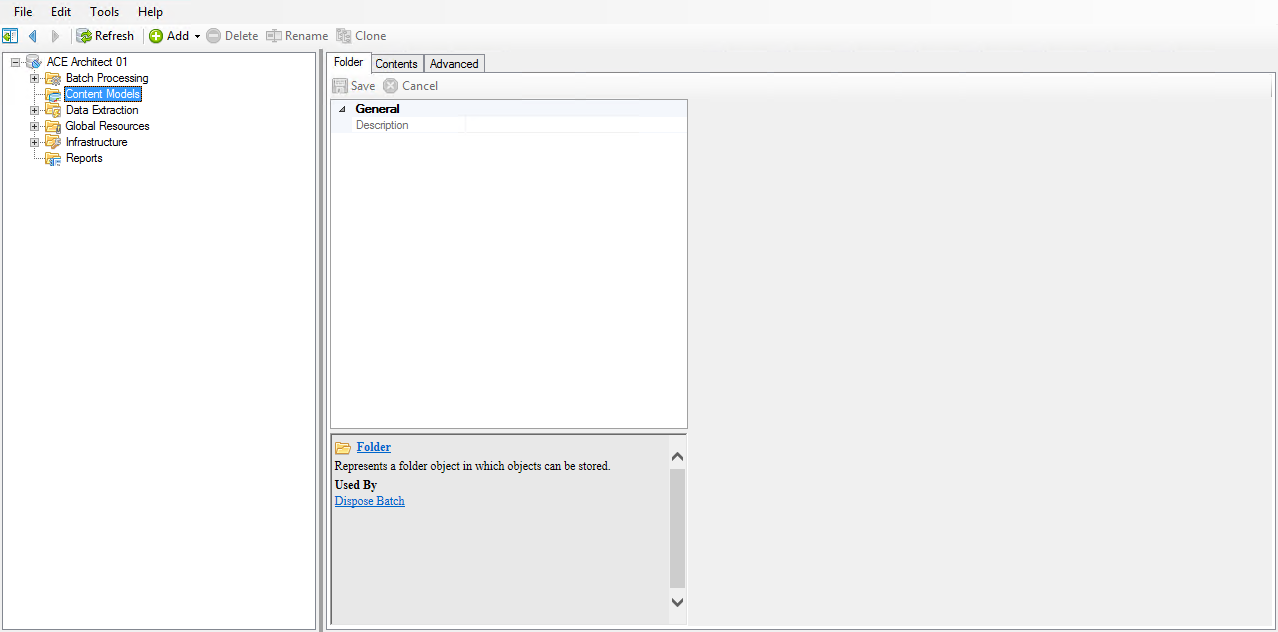 File Edit Tools Help
Refresh Add Delete Rename Clone
ACE Architect 01
Batch Processing
Content Models
Data Extraction
Global Resources
Infrastructure
Reports
Folder Contents Advanced
Save Cancel
General
Description
Folder
Represents a folder object in which objects can be stored.
Used By
Dispose Batch